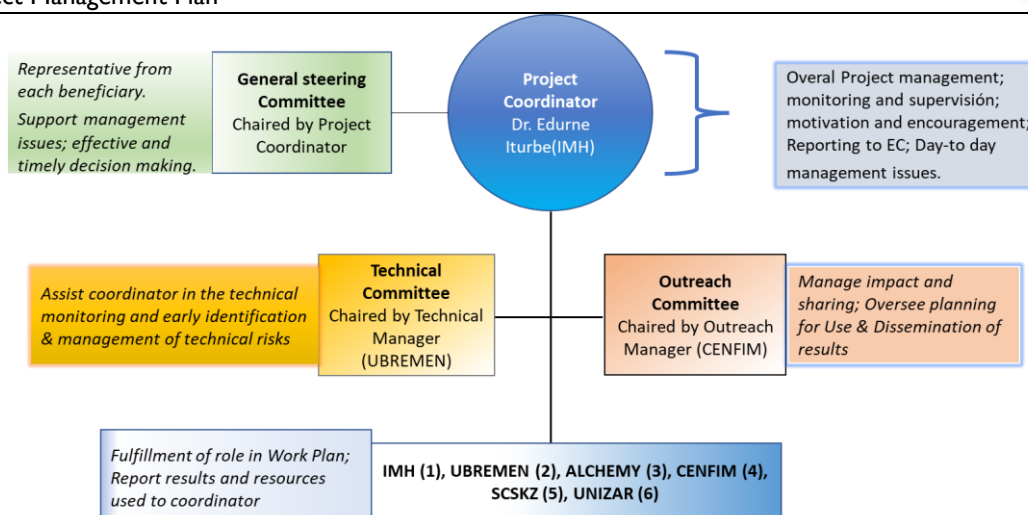 ect Management Plan
Representative from
each beneficiary.
Support management
issues; effective and
timely decision making.
General steering
Committee
Chaired by Project
Coordinator
Project
Coordinator
Dr. Edurne
Iturbe(IMH)
Overal Project management;
monitoring and supervisión;
motivation and encouragement;
Reporting to EC; Day-to day
management issues.
Assist coordinator in the technical
monitoring and early identification
& management of technical risks
Technical
Committee
Chaired by Technical
Manager
(UBREMEN)
Outreach
Committee
Chaired by Outreach
Manager (CENFIM)
Manage impact and
sharing; Oversee planning
for Use & Dissemination of
results
Fulfillment of role in Work Plan;
Report results and resources
used to coordinator
IMH (1), UBREMEN (2), ALCHEMY (3), CENFIM (4),
SCSKZ (5), UNIZAR (6)